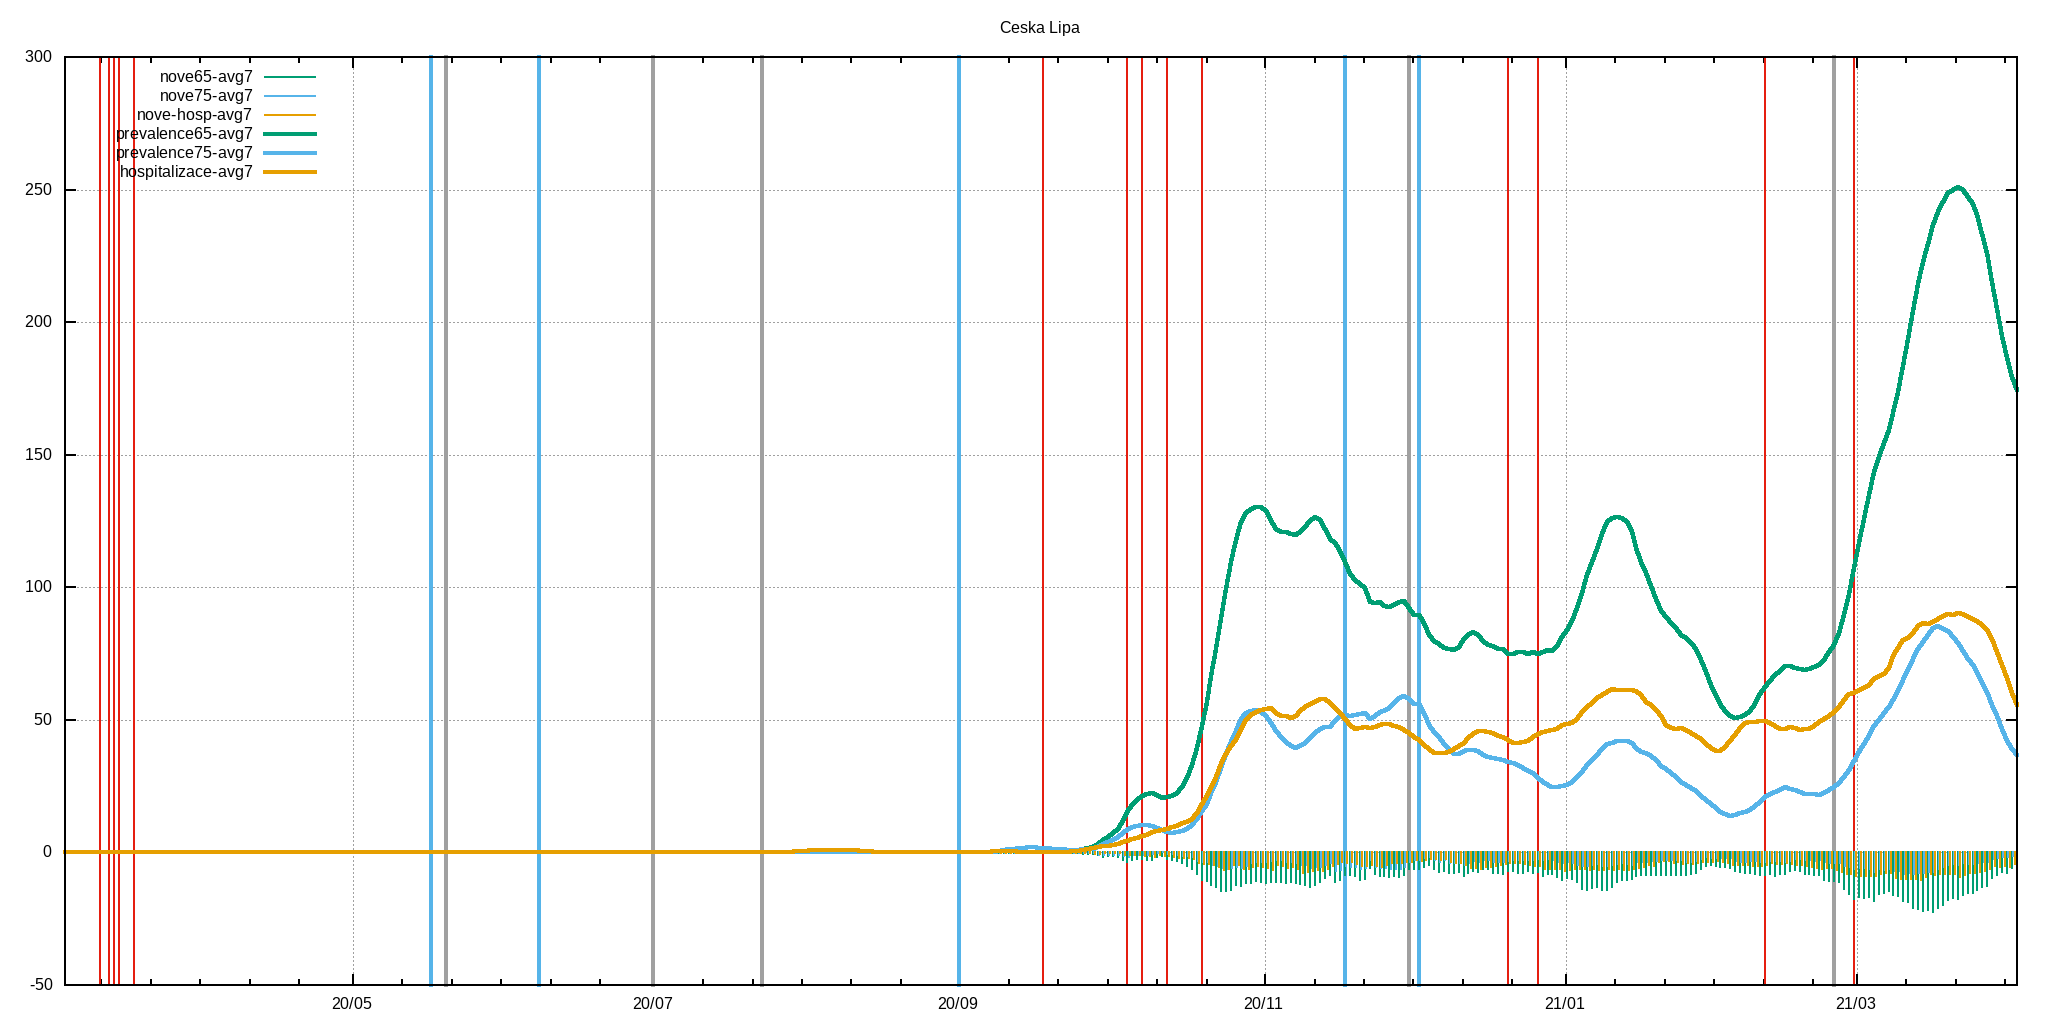 Ceska Lipa
300
250
200
150
100
50
0
-50
nove65-avg7
nove75-avg7
nove-hosp-avg7
prevalence65-avg7
prevalence75-avg7
hospitalizace-avg7
20/05
20/07
20/09
20/11
21/01
21/03